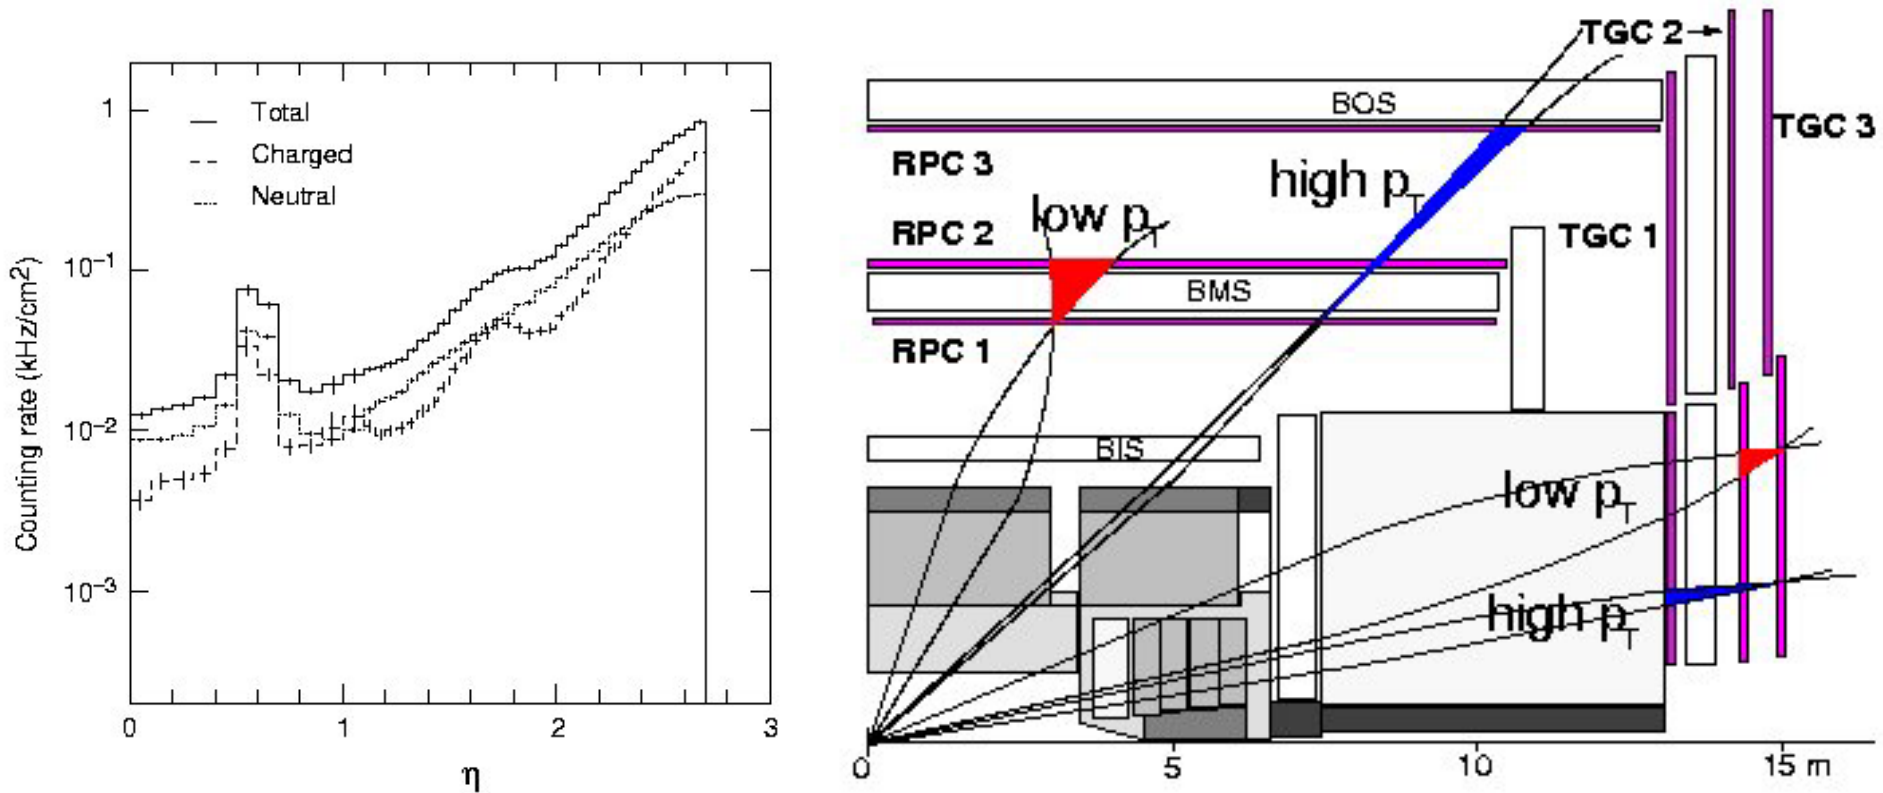 Counting rate (kHz/cm²)
1
10⁻¹
10⁻²
10⁻³
Total
Charged
Neutral
0 1 2 3
η
TGC 2
BOS
TGC 3
RPC 3
high pT
low pT
RPC 2
TGC 1
BMS
RPC 1
BIS
low pT
high pT
0 5 10 15 m